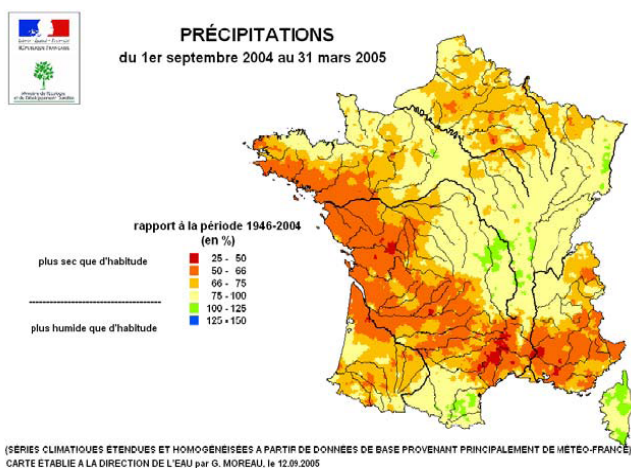 PRÉCIPITATIONS
du 1er septembre 2004 au 31 mars 2005
RÉPUBLIQUE FRANÇAISE
rapport à la période 1946-2004
(en %)
plus sec que d'habitude
25 - 50
50 - 66
66 - 75
75 - 100
100 - 125
125 - 150
plus humide que d'habitude
(SÉRIES CLIMATIQUES ÉTENDUES ET HOMOGÉNÉISÉES A PARTIR DE DONNÉES DE BASE PROVENANT PRINCIPALEMENT DE MÉTÉO-FRANCE)
CARTE ÉTABLIE A LA DIRECTION DE L'EAU par G. MOREAU, le 12.09.2005